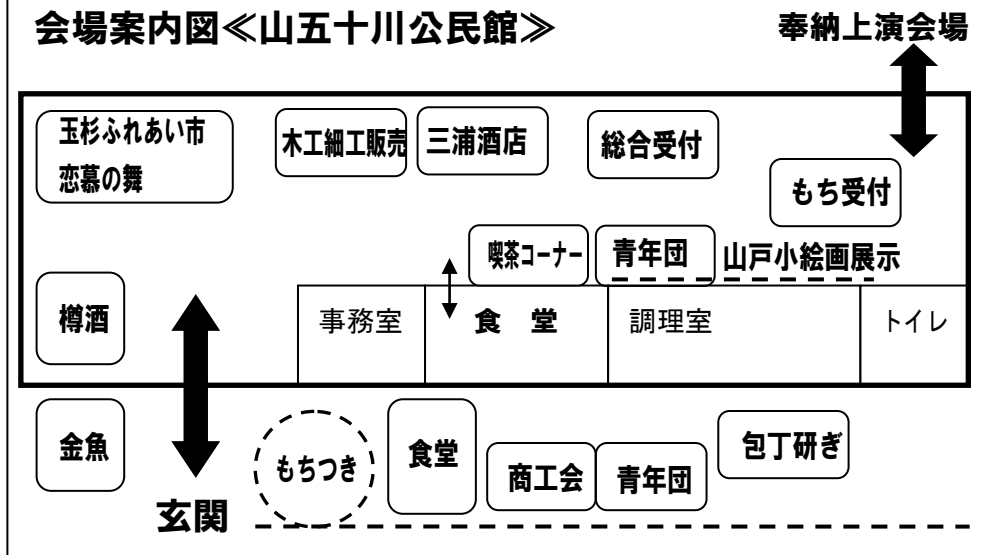 会場案内図≪山五十川公民館≫
奉納上演会場
玉杉ふれあい市
恋慕の舞
木工細工販売
三浦酒店
総合受付
もち受付
喫茶コーナー
青年団
山戸小絵画展示
樽酒
事務室
食 堂
調理室
トイレ
金魚
もちつき
食堂
商工会
青年団
包丁研ぎ
玄関